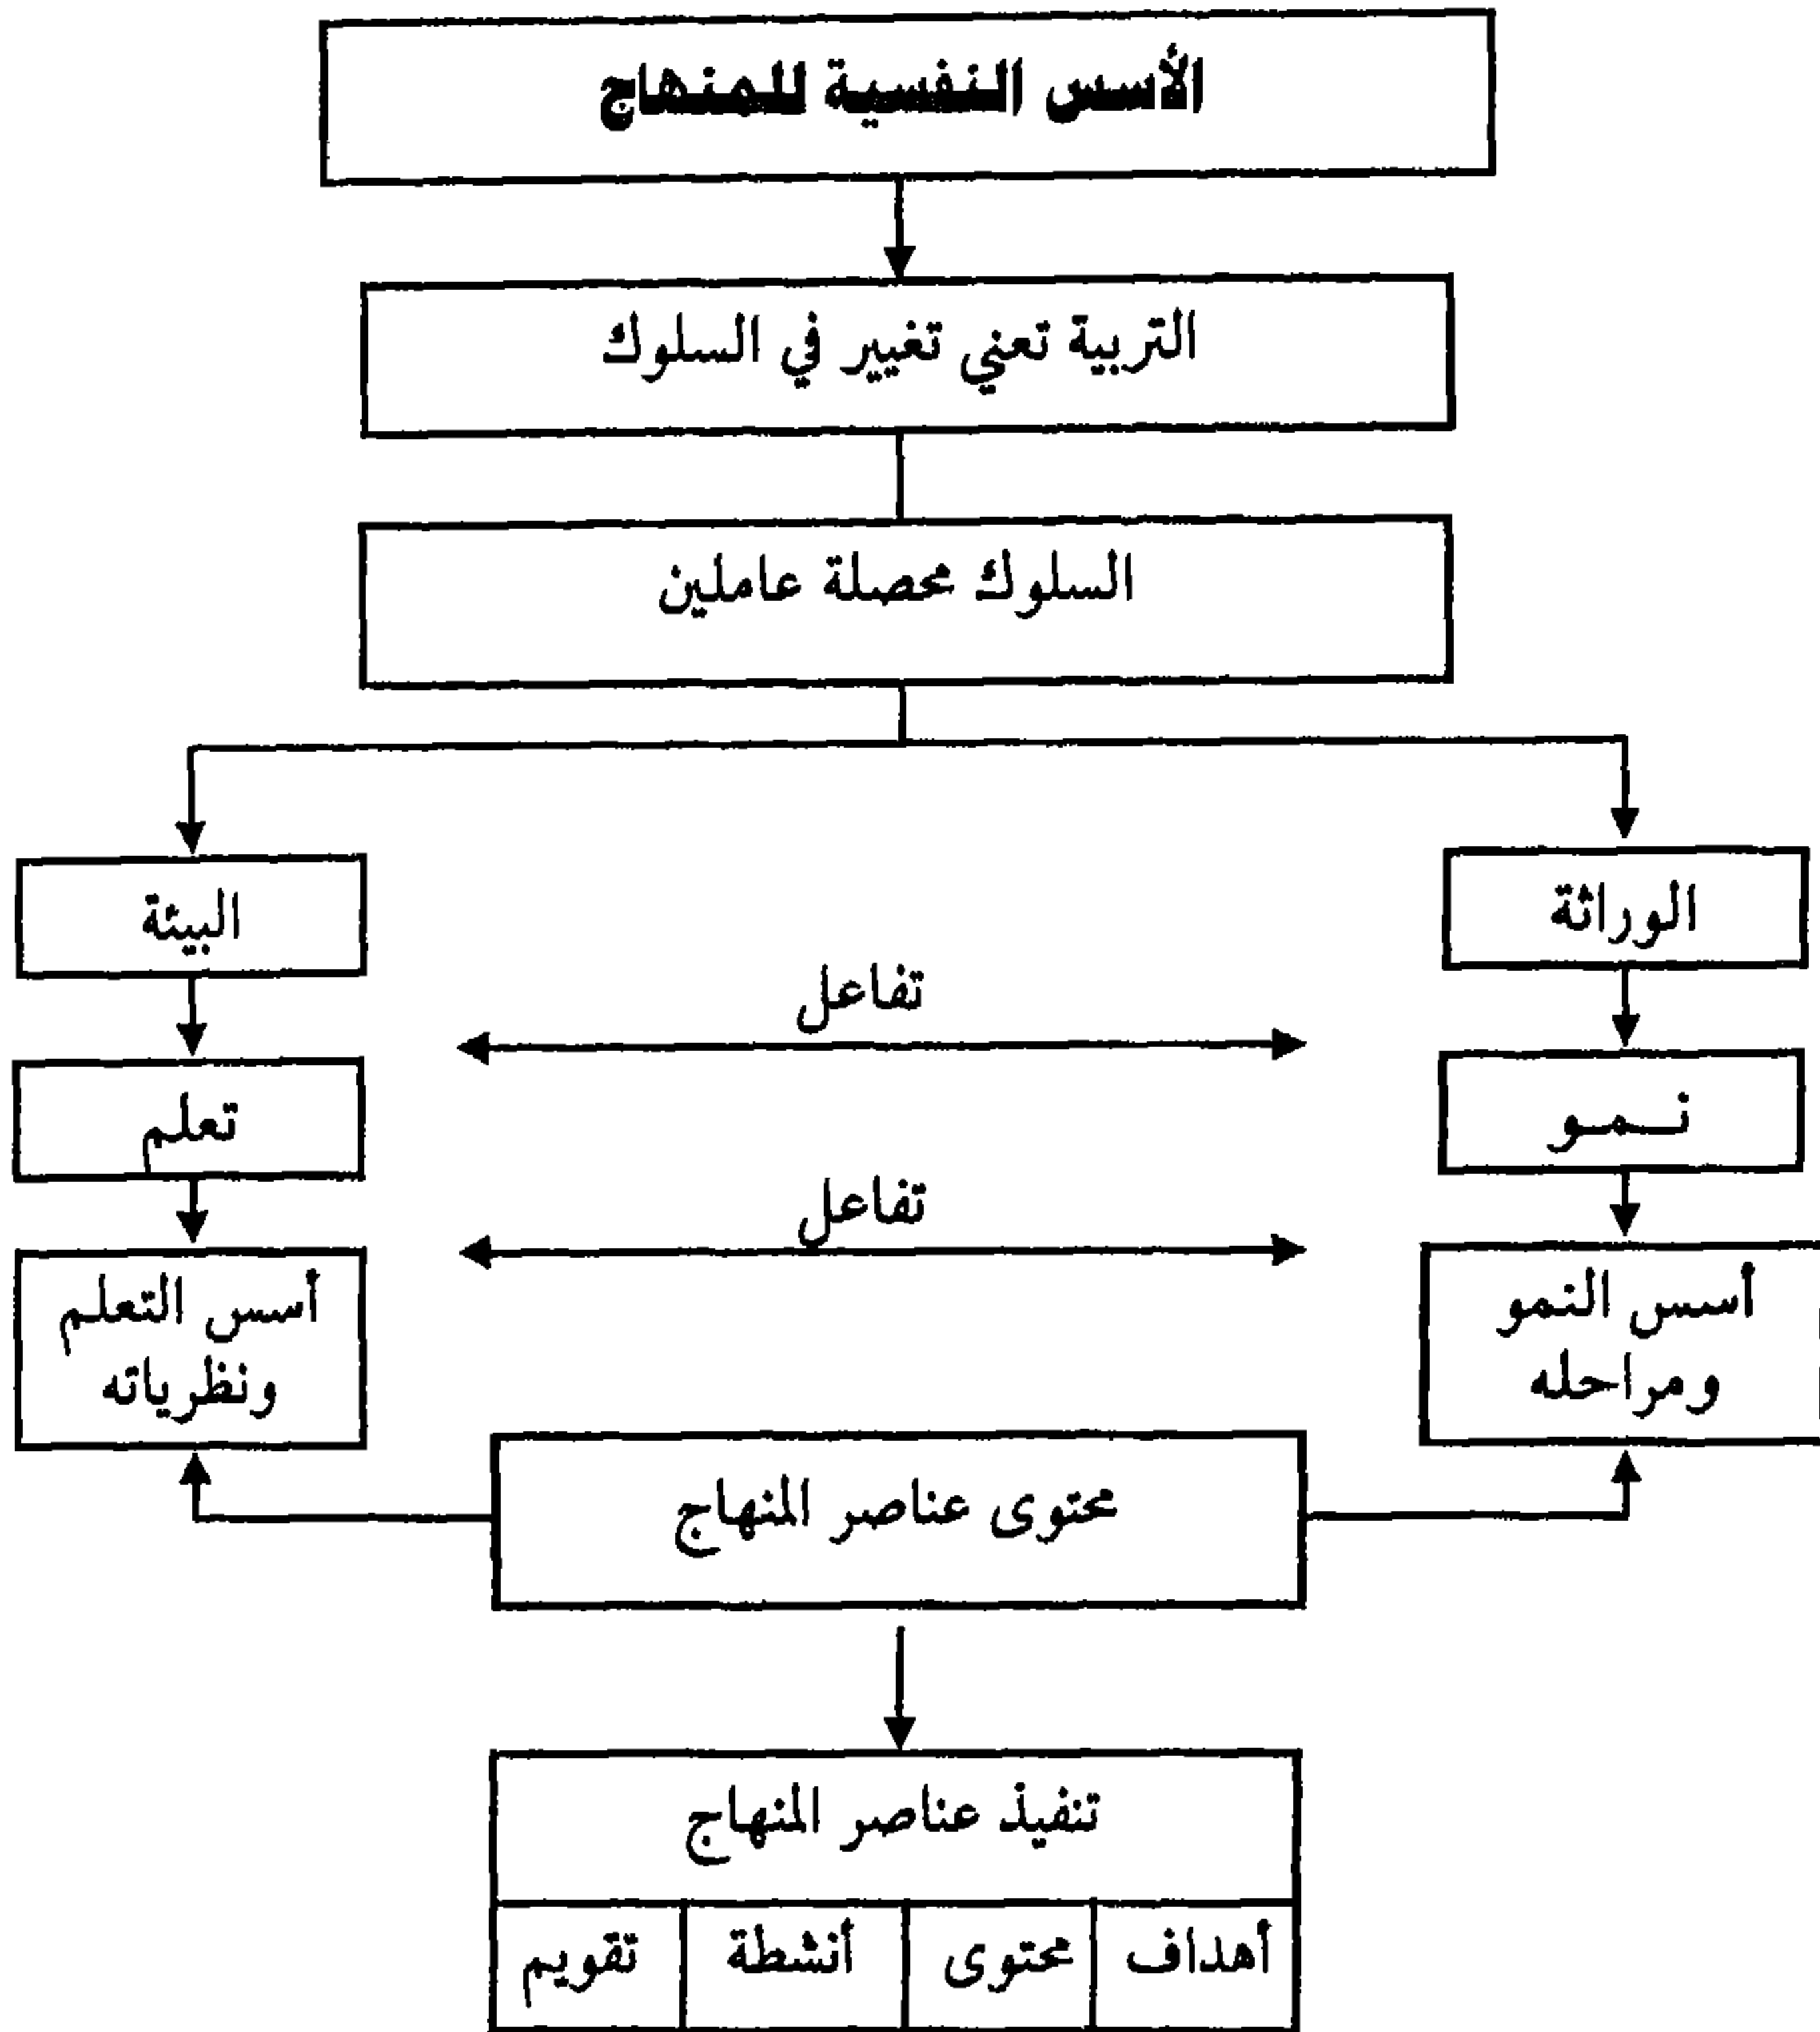 الأسس النفسية للمنهاج
التربية تعني تغيير في السلوك
السلوك محصلة عاملين
الوراثة
البيئة
تفاعل
نـمـو
تعلم
تفاعل
أسس النمو
ومراحله
أسس التعلم
ونظرياته
محتوى عناصر المنهاج
تنفيذ عناصر المنهاج
أهداف
محتوى
أنشطة
تقويم